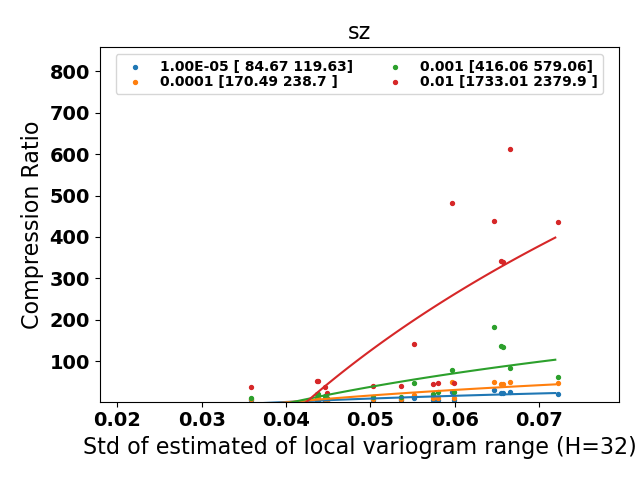 sz
1.00E-05 [ 84.67 119.63]
0.0001 [170.49 238.7 ]
0.001 [416.06 579.06]
0.01 [1733.01 2379.9 ]
Compression Ratio
800
700
600
500
400
300
200
100
0.02 0.03 0.04 0.05 0.06 0.07
Std of estimated of local variogram range (H=32)